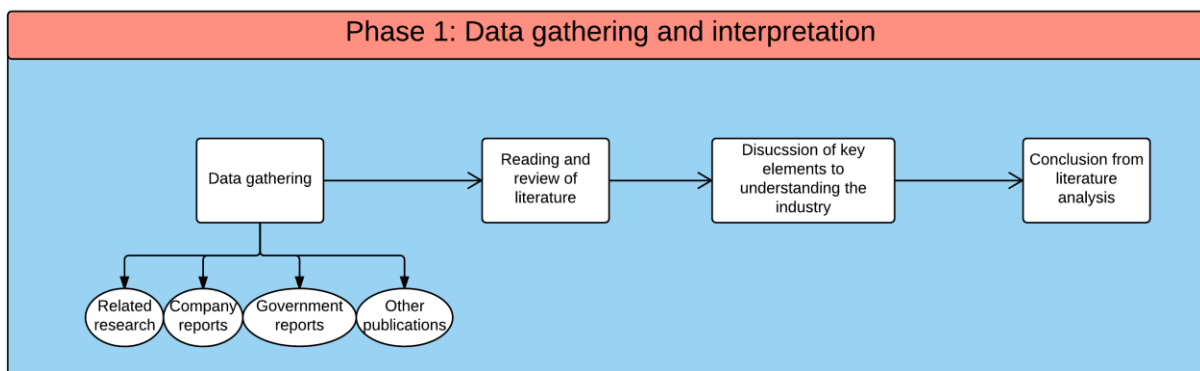 Phase 1: Data gathering and interpretation
Data gathering
Reading and
review of
literature
Disucssion of key
elements to
understanding the
industry
Conclusion from
literature
analysis
Related
research
Company
reports
Government
reports
Other
publications